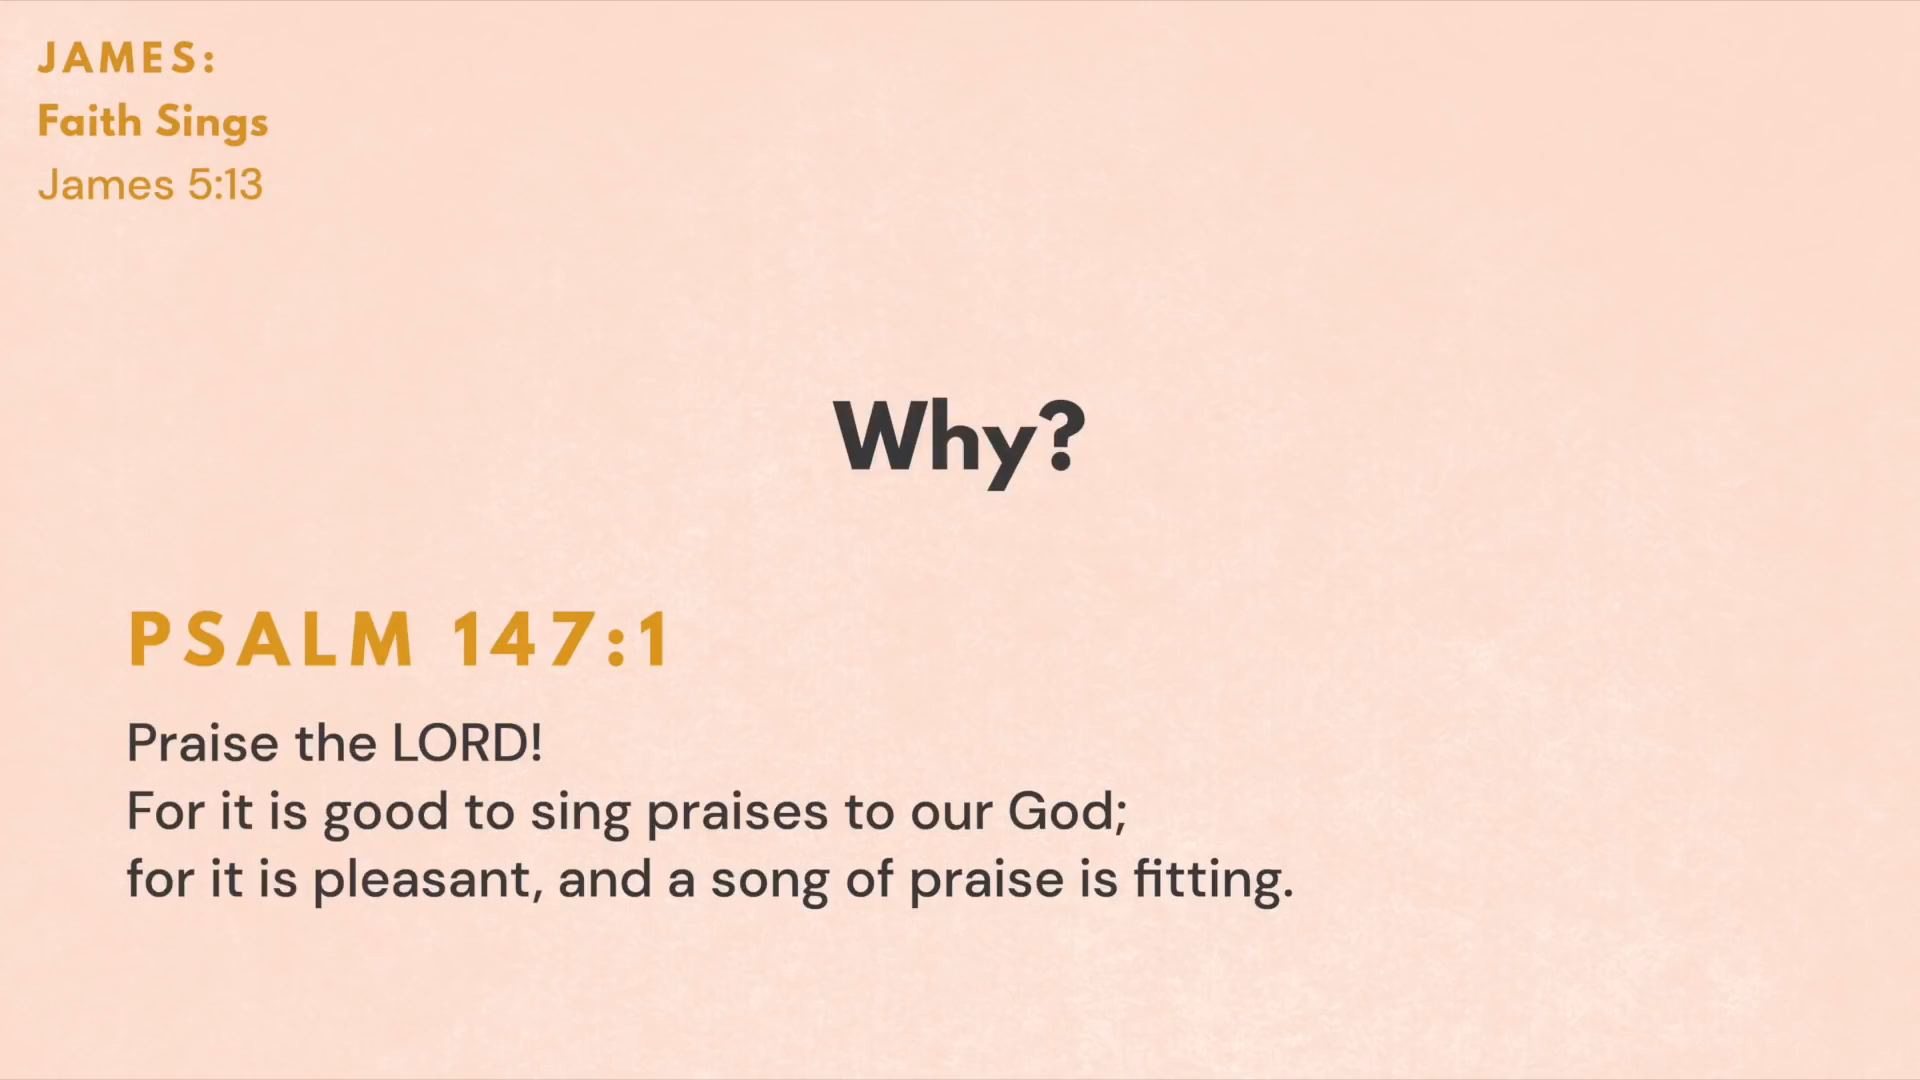 JAMES:
Faith Sings
James 5:13
Why?
PSALM 147:1
Praise the LORD!
For it is good to sing praises to our God;
for it is pleasant, and a song of praise is fitting.